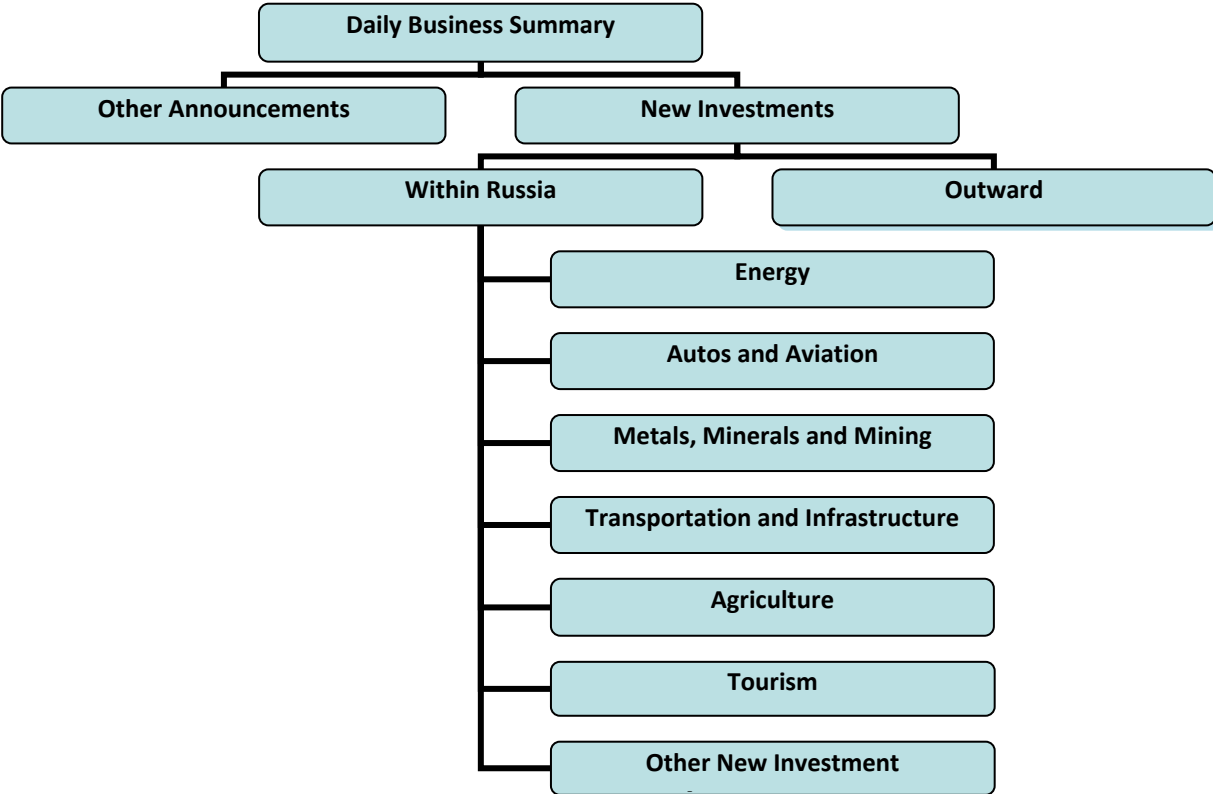 Daily Business Summary
Other Announcements
New Investments
Within Russia
Outward
Energy
Autos and Aviation
Metals, Minerals and Mining
Transportation and Infrastructure
Agriculture
Tourism
Other New Investment